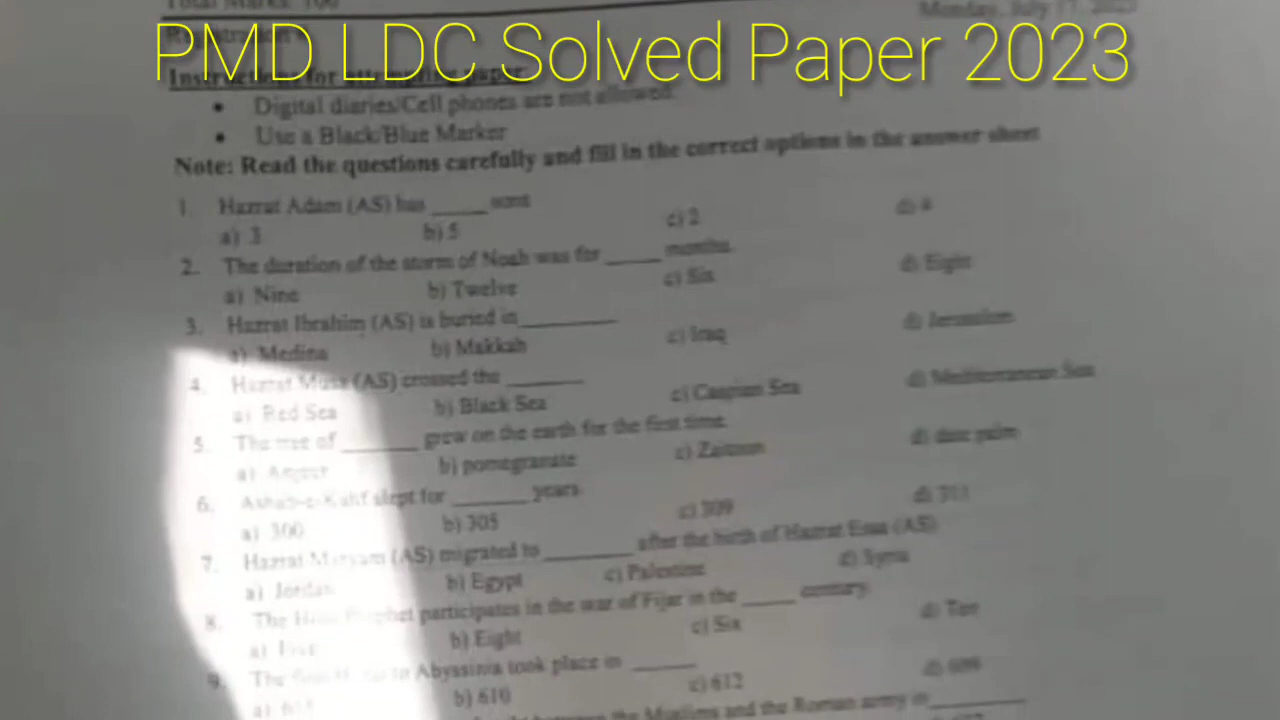 Total Marks: 100
Monday, July 17, 2023
PMD LDC Solved Paper 2023
Registration
Instructions for attempting paper
• Digital diaries/Cell phones are not allowed.
• Use a Black/Blue Marker
Note: Read the questions carefully and fill in the correct options in the answer sheet
1. Hazrat Adam (AS) has _____ sons
a) 3 b) 5 c) 2 d) 4
2. The duration of the storm of Noah was for _____ months.
a) Nine b) Twelve c) Six d) Eight
3. Hazrat Ibrahim (AS) is buried in _________
a) Medina b) Makkah c) Iraq d) Jerusalem
4. Hazrat Musa (AS) crossed the _______
a) Red Sea b) Black Sea c) Caspian Sea d) Mediterranean Sea
5. The tree of _______ grew on the earth for the first time.
a) b) pomegranate c) Zaitoon d) date palm
6. Ashab-e-Kahf slept for _______ years
a) 300 b) 305 c) 309 d) 311
7. Hazrat Maryam (AS) migrated to ________ after the birth of Hazrat Essa (AS).
a) Jordan b) Egypt c) Palestine d) Syria
8. The Holy Prophet participates in the war of Fijar in the _____ century.
a) Five b) Eight c) Six d) Ten
9. The to Abyssinia took place in ______
b) 610 c) 612 d) 609
between the Muslims and the Roman army in